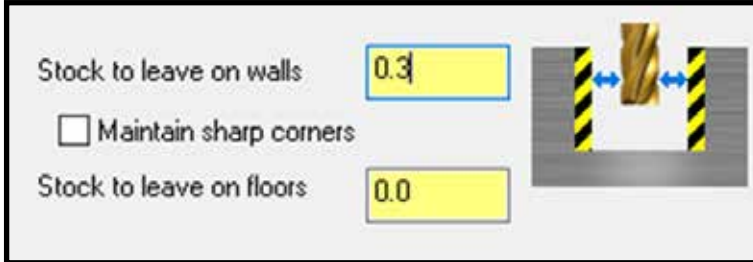 Stock to leave on walls 0.3
Maintain sharp corners
Stock to leave on floors 0.0